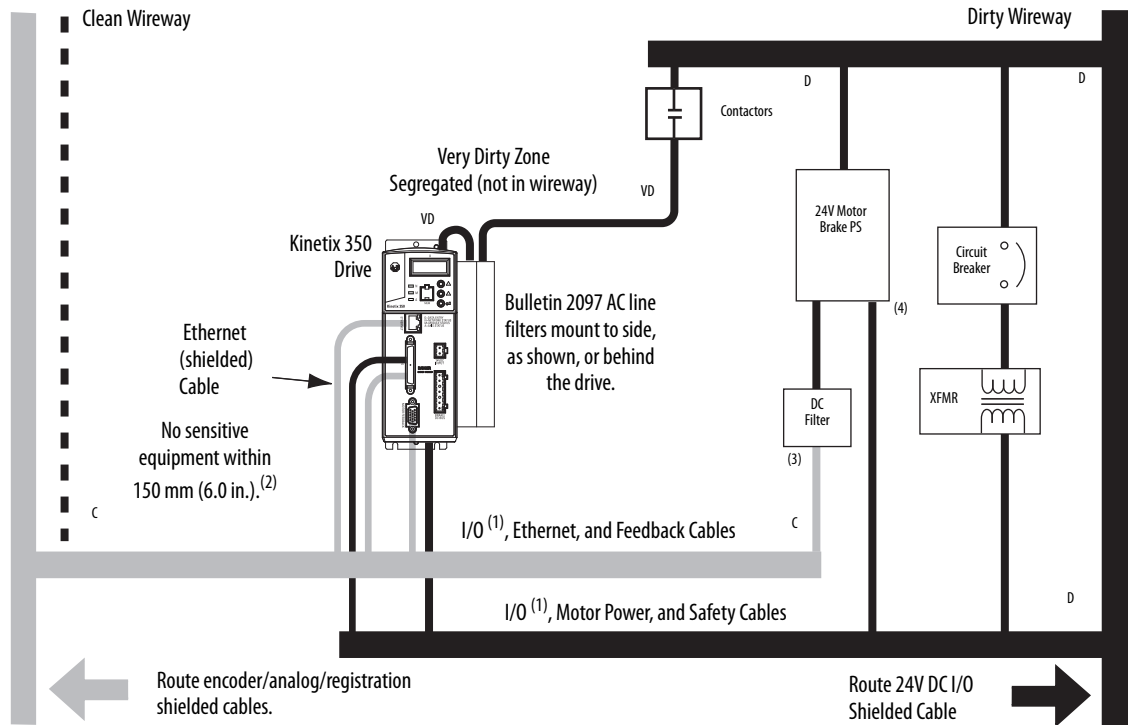 Clean Wireway
Dirty Wireway
D
D
Contactors
Very Dirty Zone
Segregated (not in wireway)
VD
VD
Kinetix 350
Drive
24V Motor
Brake PS
Circuit
Breaker
Bulletin 2097 AC line
filters mount to side,
as shown, or behind
the drive.
(4)
Ethernet
(shielded)
Cable
Kinetix 350
XFMR
DC
Filter
(3)
No sensitive
equipment within
150 mm (6.0 in.).(2)
C
C
I/O (1), Ethernet, and Feedback Cables
D
I/O (1), Motor Power, and Safety Cables
Route encoder/analog/registration
shielded cables.
Route 24V DC I/O
Shielded Cable